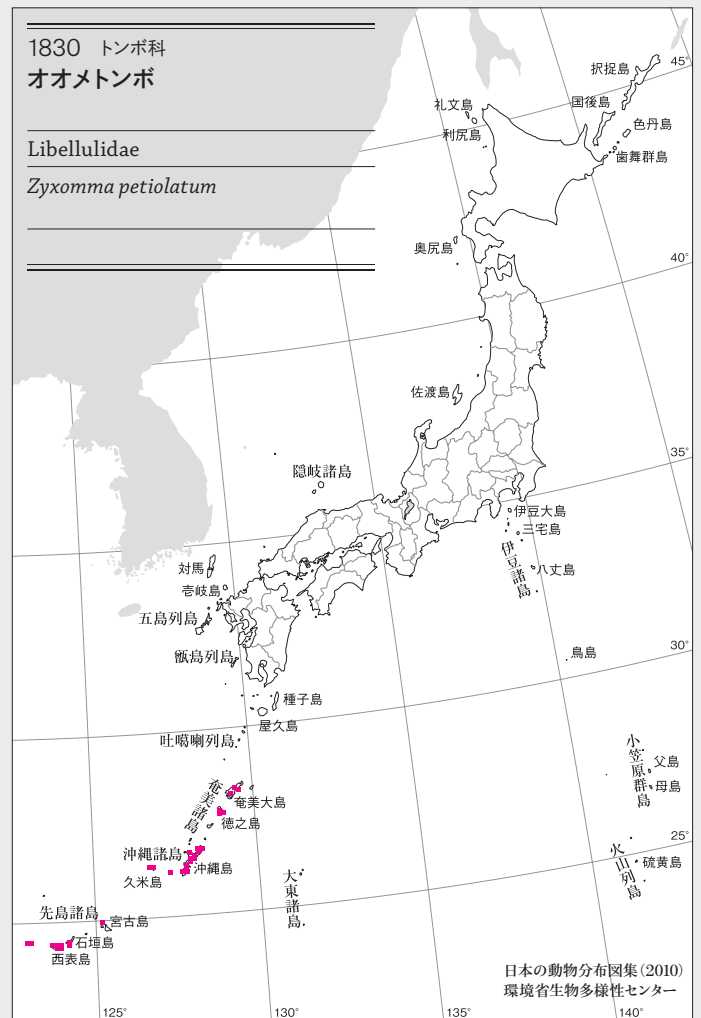 1830 トンボ科
オオメトンボ
Libellulidae
Zyxomma petiolatum
択捉島
45°
礼文島
国後島
利尻島
色丹島
歯舞群島
奥尻島
40°
佐渡島
35°
隠岐諸島
伊豆大島
三宅島
伊豆諸島
八丈島
対馬
壱岐島
五島列島
甑島列島
鳥島
30°
種子島
屋久島
吐噶喇列島
小笠原群島
父島
母島
奄美諸島
奄美大島
徳之島
25°
沖縄諸島
沖縄島
久米島
火山列島
硫黄島
大東諸島
先島諸島
宮古島
石垣島
西表島
日本の動物分布図集(2010)
環境省生物多様性センター
125°
130°
135°
140°